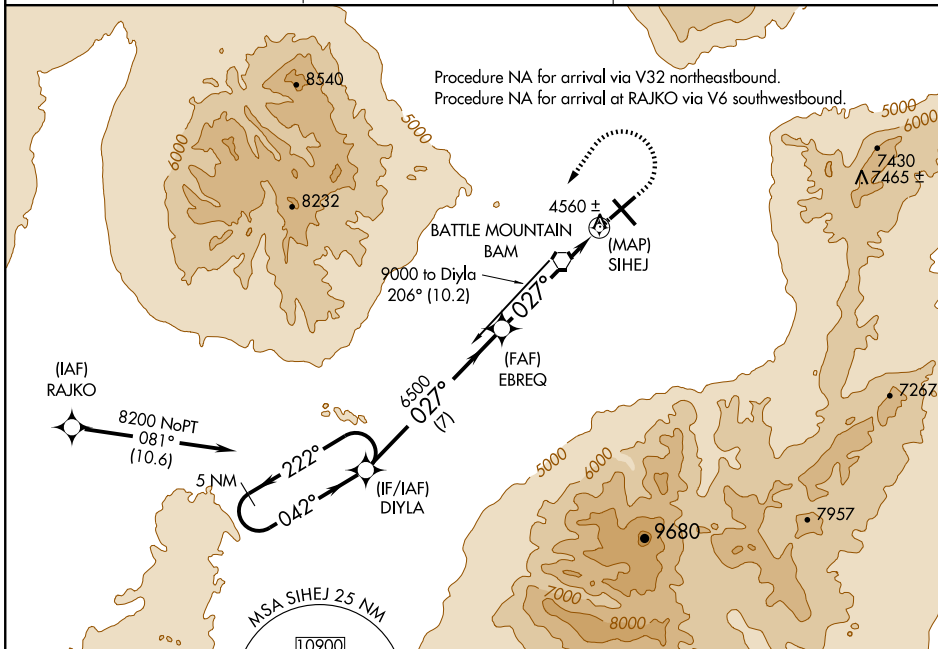 8540
Procedure NA for arrival via V32 northeastbound.
Procedure NA for arrival at RAJKO via V6 southwestbound.
5000
6000
5000
6000
7430
7465 ±
8232
4560 ±
BATTLE MOUNTAIN
BAM
(MAP)
SIHEJ
9000 to Diyla
206° (10.2)
027°
(FAF)
EBREQ
(IAF)
RAJKO
8200 NoPT
081°
(10.6)
6500
027°
(7)
7267
5 NM
222°
042°
(IF/IAF)
DIYLA
5000
6000
7957
9680
7000
8000
MSA SIHEJ 25 NM
10900